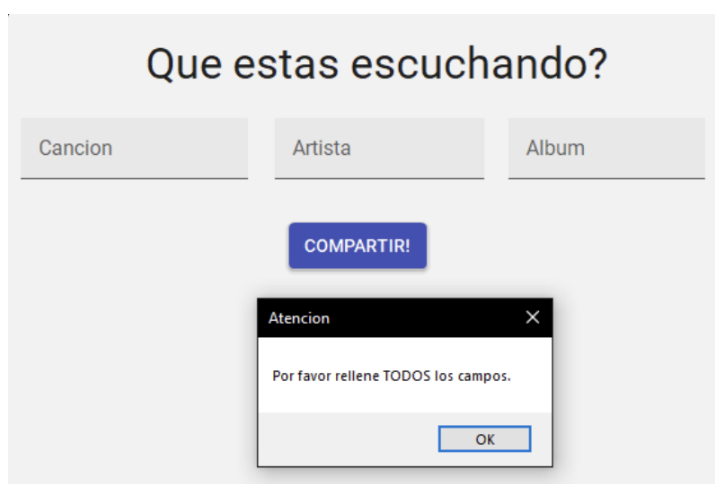 Que estas escuchando?
Cancion Artista Album
COMPARTIR!
Atencion
Por favor rellene TODOS los campos.
OK